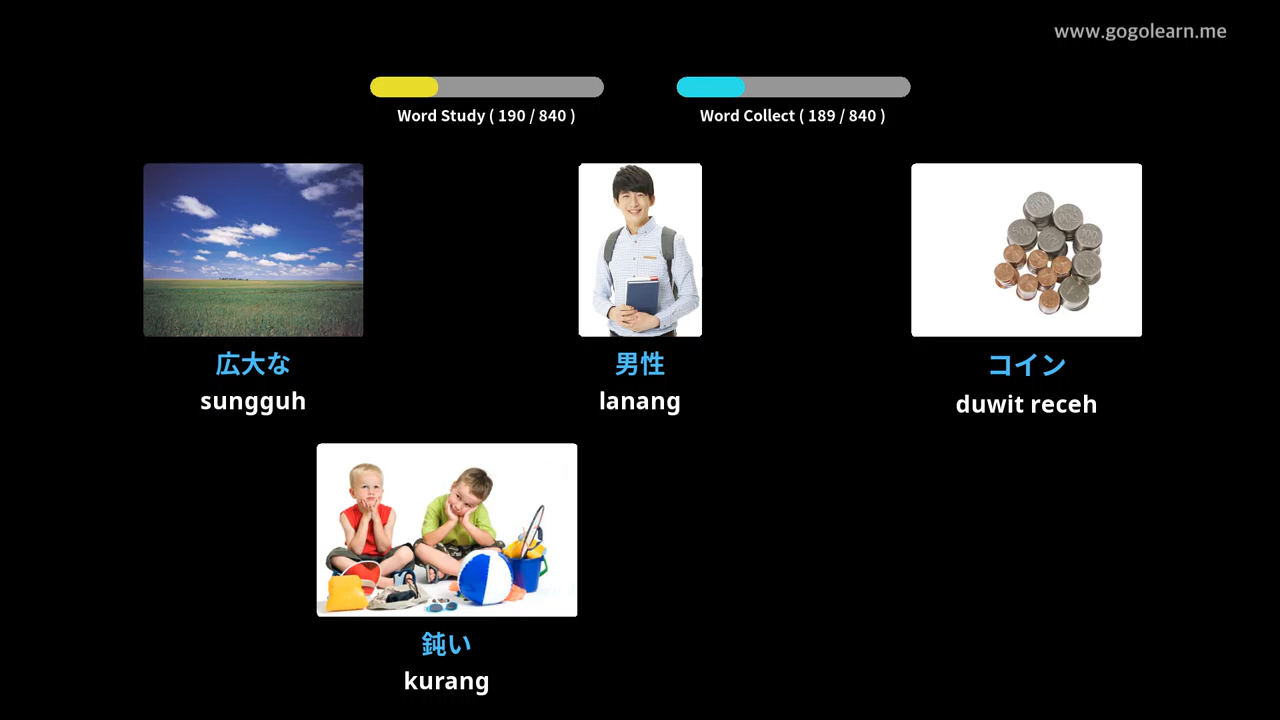 www.gogolearn.me
Word Study ( 190 / 840 )
Word Collect ( 189 / 840 )
広大な
sungguh
男性
lanang
コイン
duwit receh
鈍い
kurang